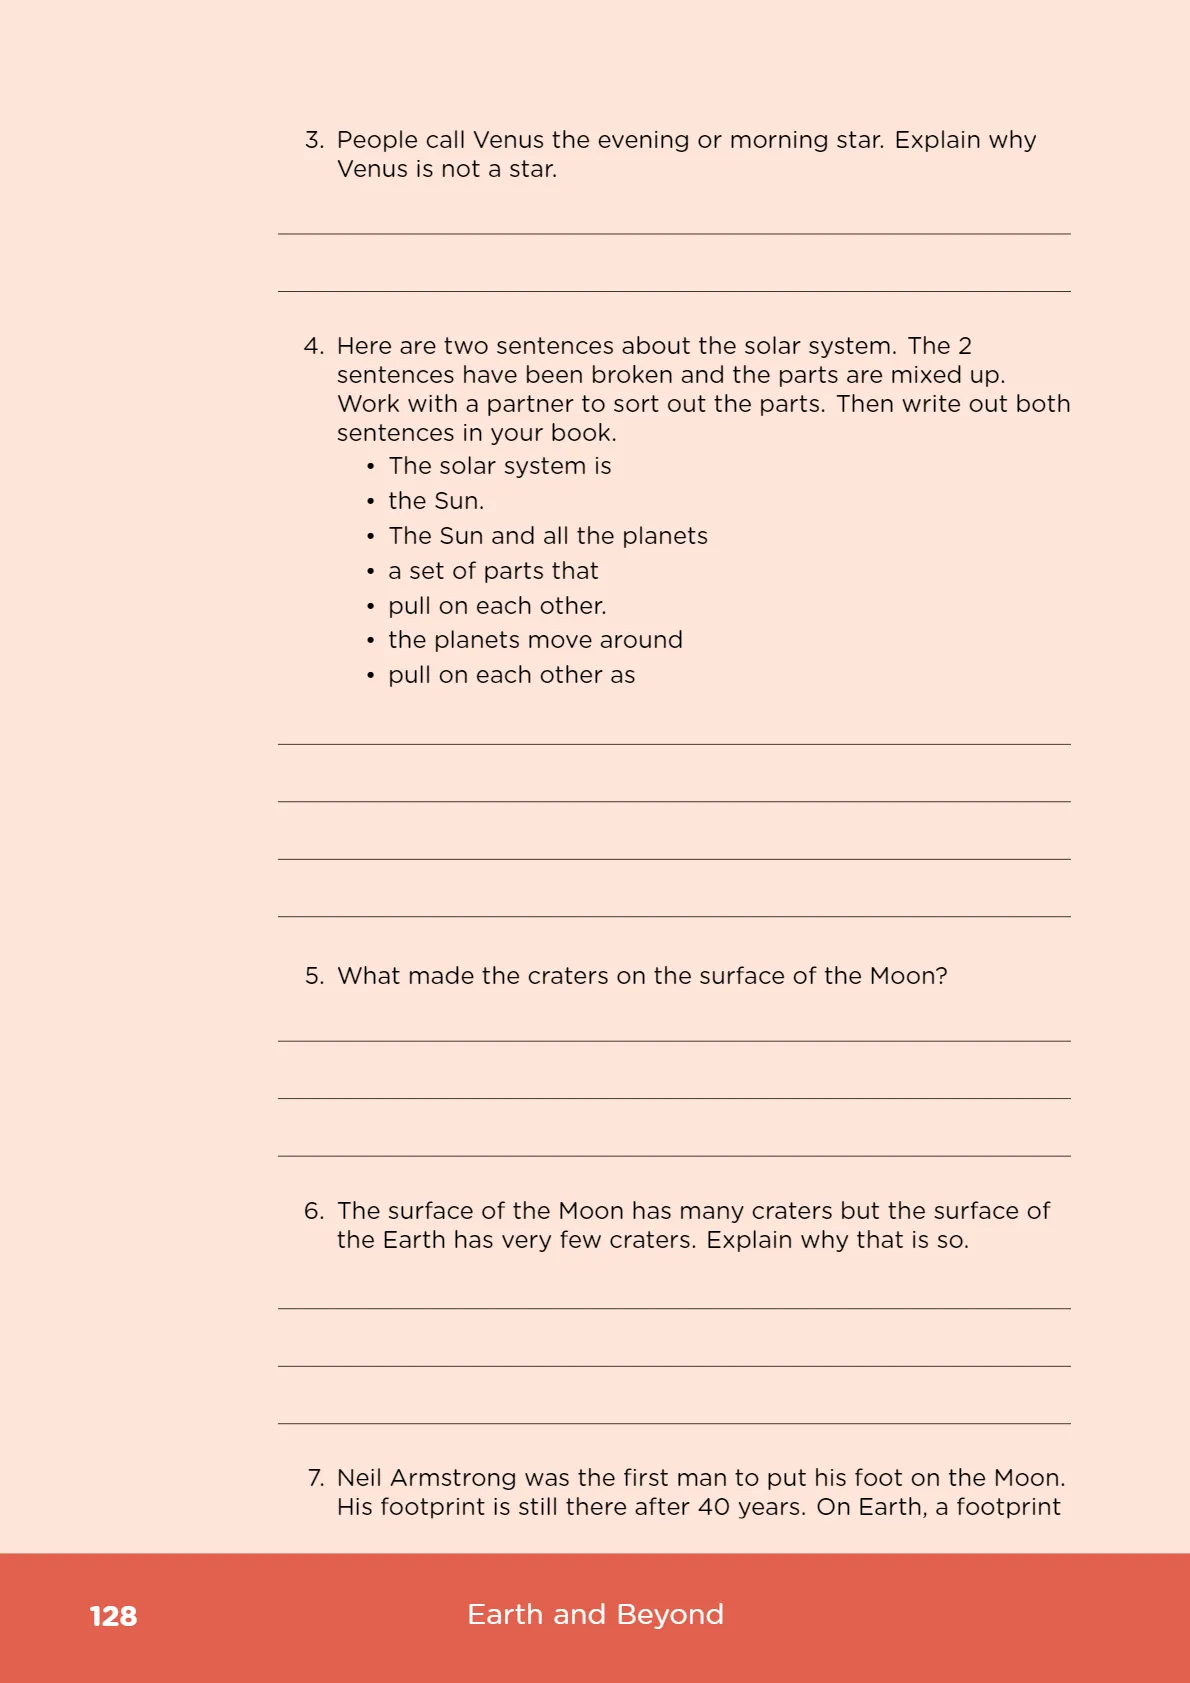 3. People call Venus the evening or morning star. Explain why
Venus is not a star.
4. Here are two sentences about the solar system. The 2
sentences have been broken and the parts are mixed up.
Work with a partner to sort out the parts. Then write out both
sentences in your book.
• The solar system is
• the Sun.
• The Sun and all the planets
• a set of parts that
• pull on each other.
• the planets move around
• pull on each other as
5. What made the craters on the surface of the Moon?
6. The surface of the Moon has many craters but the surface of
the Earth has very few craters. Explain why that is so.
7. Neil Armstrong was the first man to put his foot on the Moon.
His footprint is still there after 40 years. On Earth, a footprint
128 Earth and Beyond